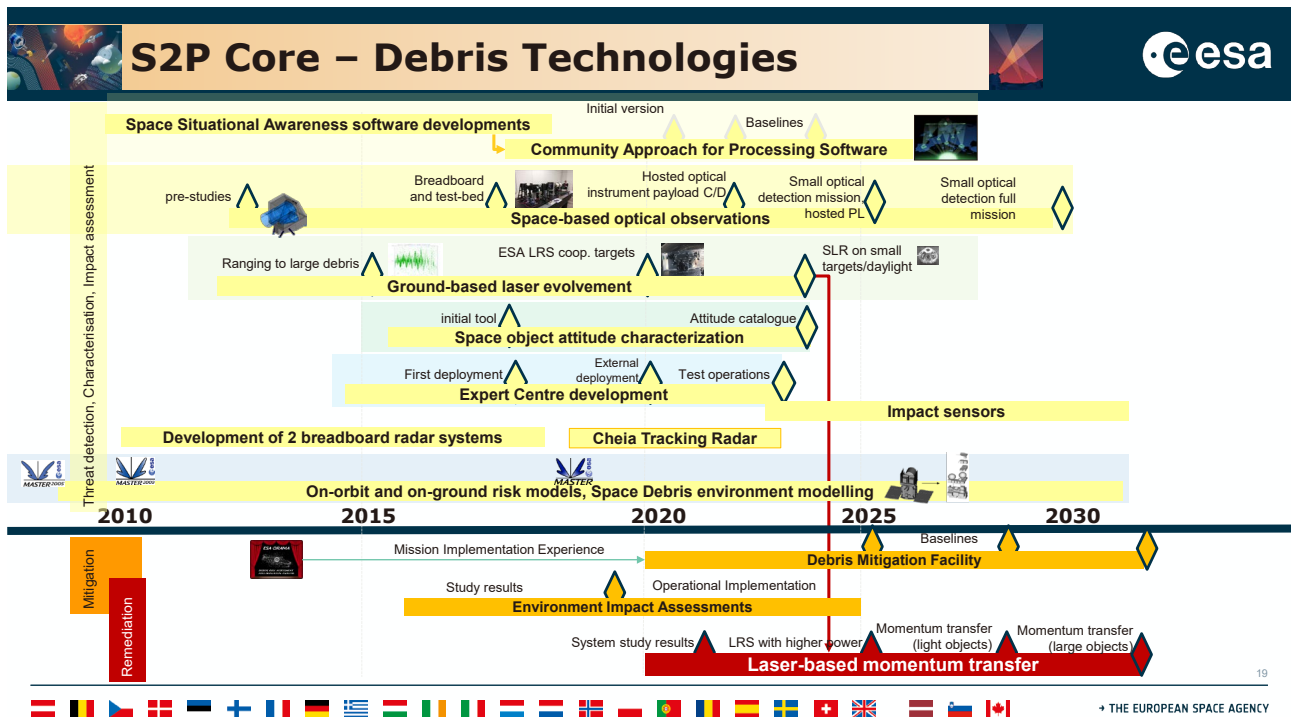 S2P Core – Debris Technologies
esa
Initial version
Space Situational Awareness software developments
Baselines
Community Approach for Processing Software
Threat detection, Characterisation, Impact assessment
pre-studies
Breadboard
and test-bed
Hosted optical
instrument payload C/D
Small optical
detection mission,
hosted PL
Small optical
detection full
mission
Space-based optical observations
Ranging to large debris
ESA LRS coop. targets
SLR on small
targets/daylight
Ground-based laser evolvement
initial tool
Attitude catalogue
Space object attitude characterization
First deployment
External
deployment
Test operations
Expert Centre development
Impact sensors
Development of 2 breadboard radar systems
Cheia Tracking Radar
MASTER
esa
MASTER
esa
MASTER
esa
On-orbit and on-ground risk models, Space Debris environment modelling
2010
2015
2020
2025
2030
Mitigation
Mission Implementation Experience
Baselines
Debris Mitigation Facility
Study results
Operational Implementation
Environment Impact Assessments
Remediation
System study results
LRS with higher power
Momentum transfer
(light objects)
Momentum transfer
(large objects)
Laser-based momentum transfer
19
→ THE EUROPEAN SPACE AGENCY